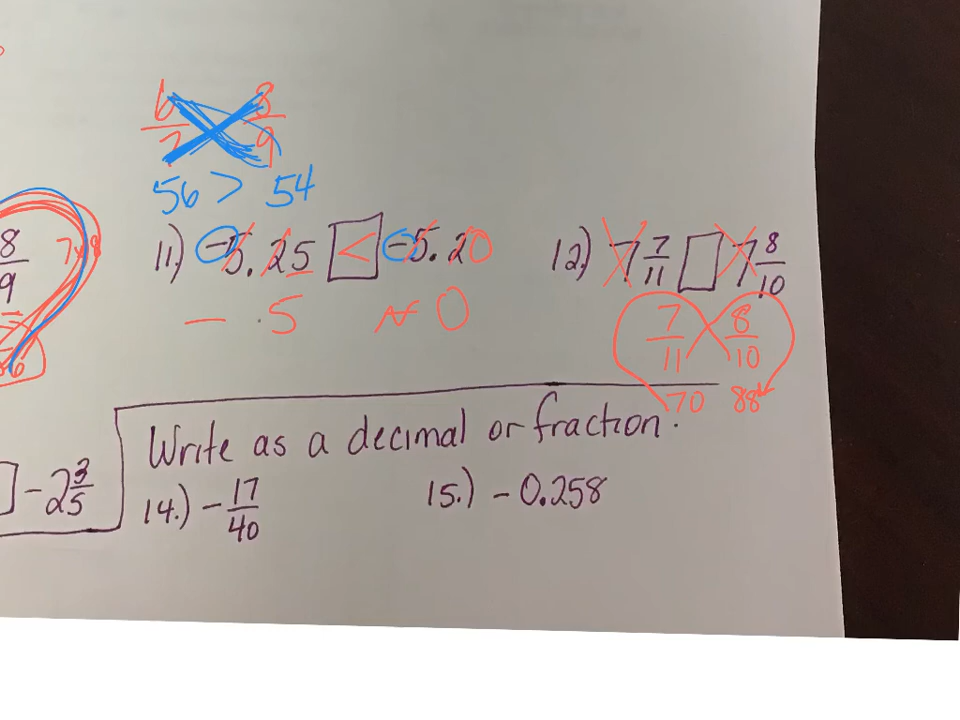 6/7 8/9
56 > 54
8/9 7x8 11.) -5.25 < -5.20 12.) 7 7/11 □ 7 8/10
- .5 0 7/11 8/10
70 88
Write as a decimal or fraction.
□ -2 3/5 14.) -17/40 15.) -0.258